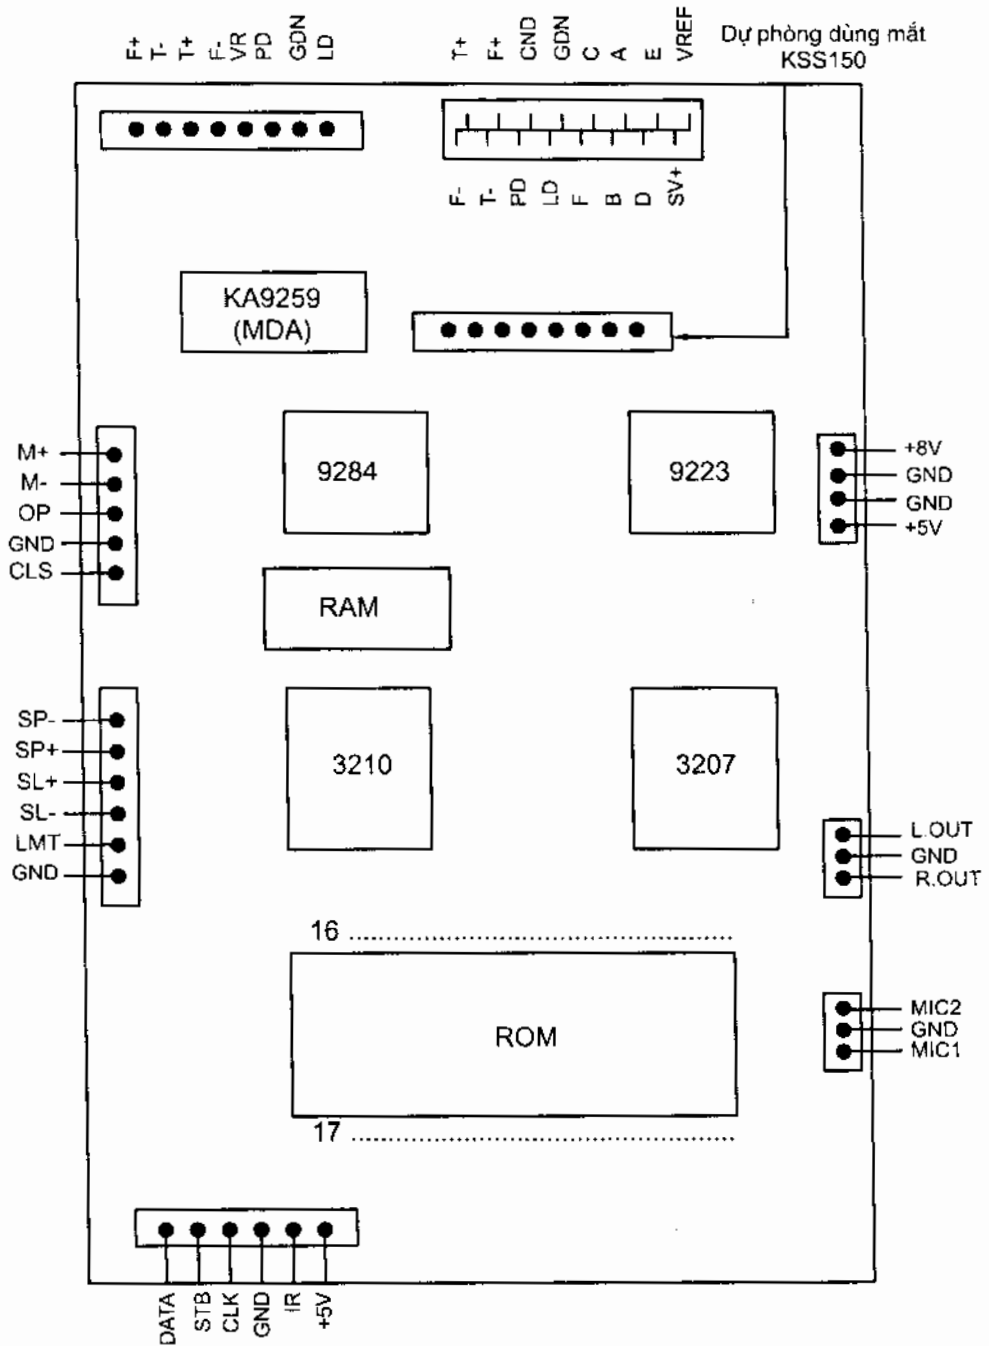 F+ T- T+ F- VR PD GDN LD
T+ F+ CND GDN C A E VREF
Dự phòng dùng mắt
KSS150
F- T- PD LD F B D SV+
KA9259
(MDA)
M+
M-
OP
GND
CLS
9284
9223
+8V
GND
GND
+5V
RAM
SP-
SP+
SL+
SL-
LMT
GND
3210
3207
L.OUT
GND
R.OUT
16
ROM
17
MIC2
GND
MIC1
DATA STB CLK GND IR +5V